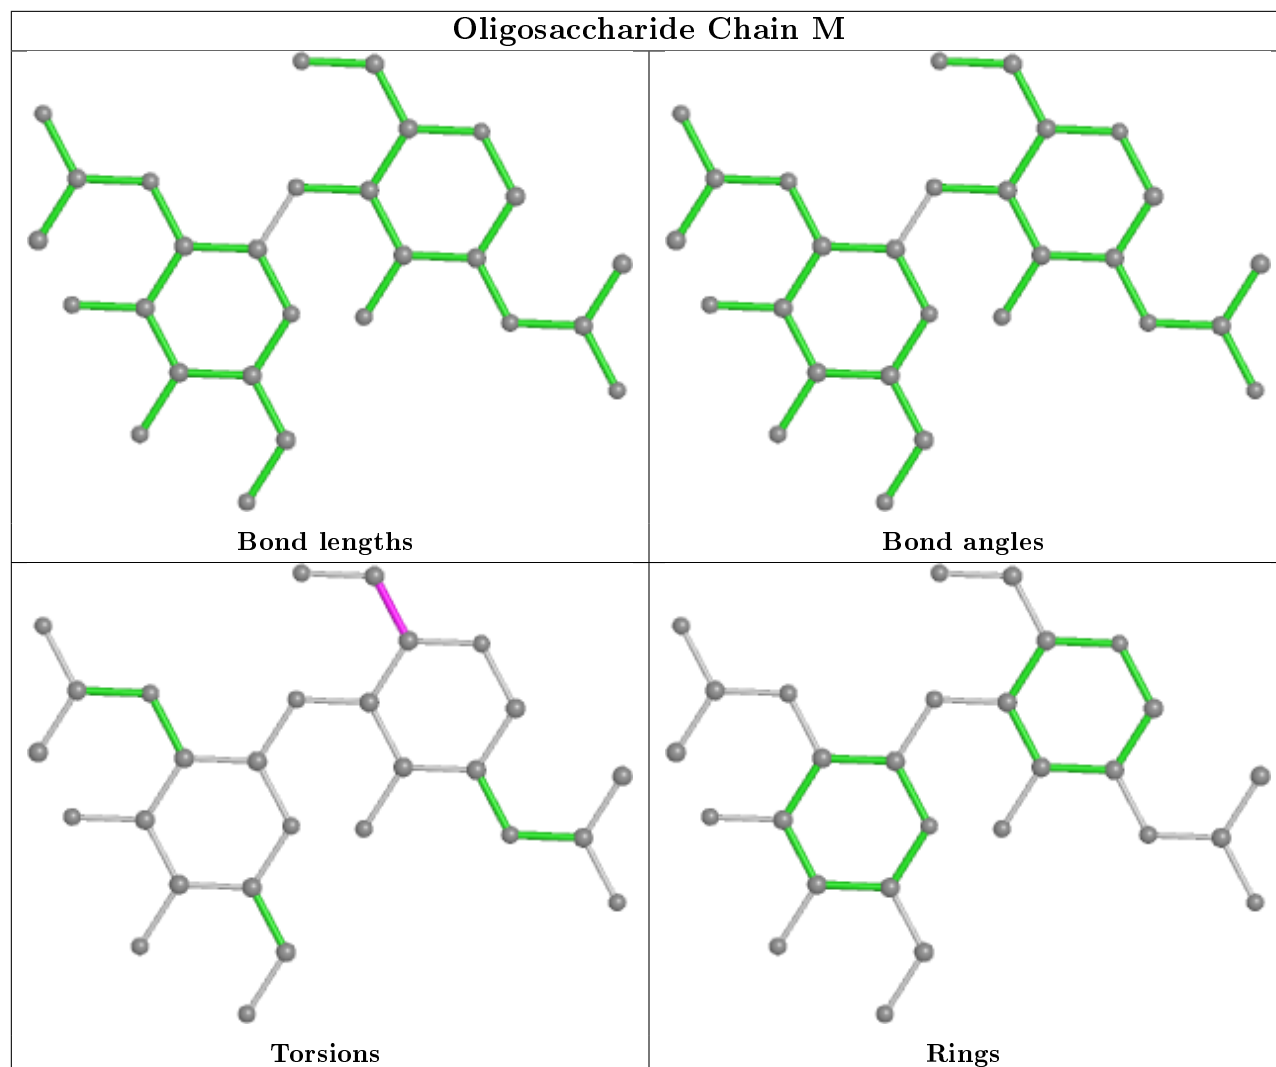 Oligosaccharide Chain M
Bond lengths
Bond angles
Torsions
Rings